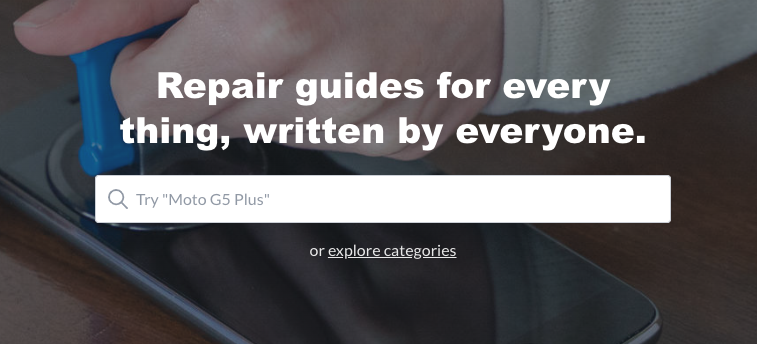 Repair guides for every
thing, written by everyone.
Try "Moto G5 Plus"
or explore categories